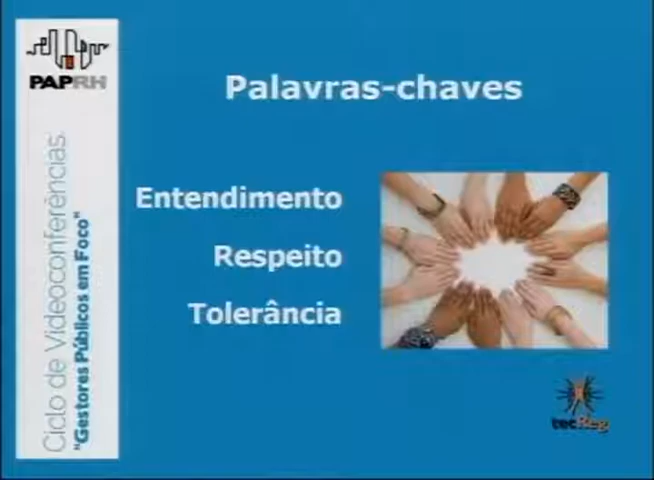 PAPRH
Ciclo de Videoconferências
"Gestores Públicos em Foco"
Palavras-chaves
Entendimento
Respeito
Tolerância
tecReg